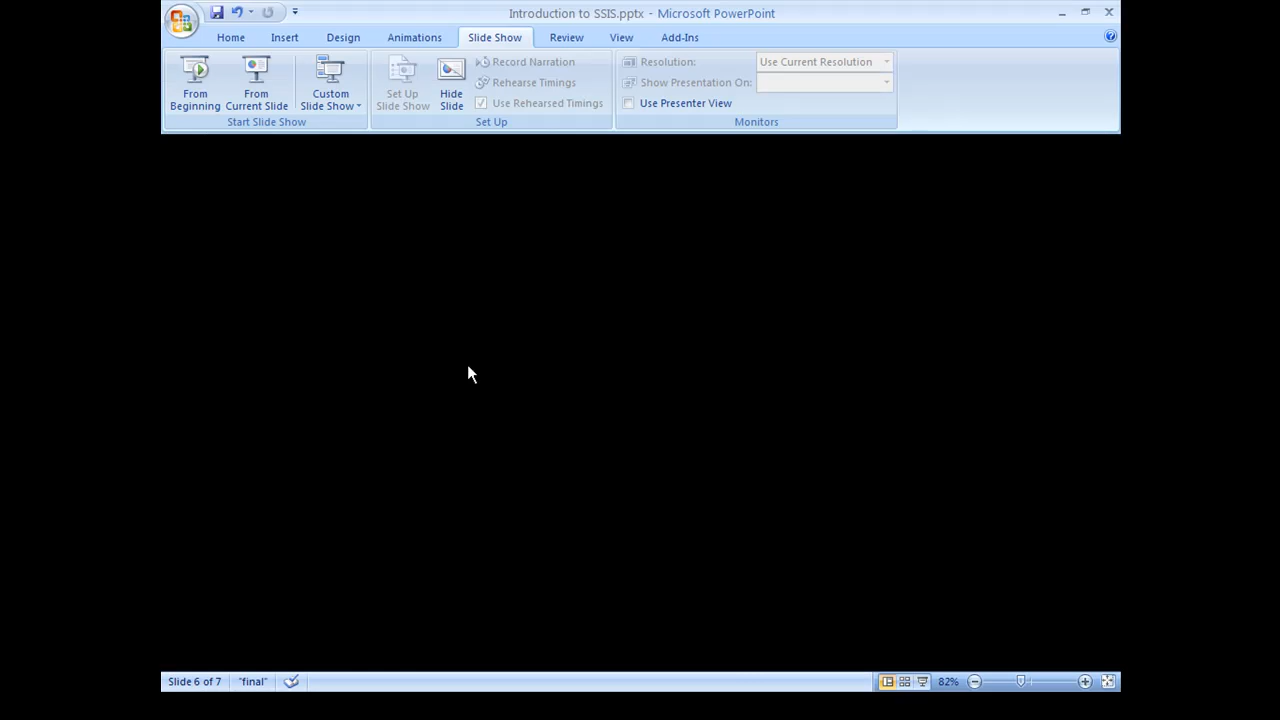 Introduction to SSIS.pptx - Microsoft PowerPoint
Home Insert Design Animations Slide Show Review View Add-Ins
From Beginning
From Current Slide
Custom Slide Show
Start Slide Show
Set Up Slide Show
Hide Slide
Record Narration
Rehearse Timings
Use Rehearsed Timings
Set Up
Resolution: Use Current Resolution
Show Presentation On:
Use Presenter View
Monitors
Slide 6 of 7 "final" 82%